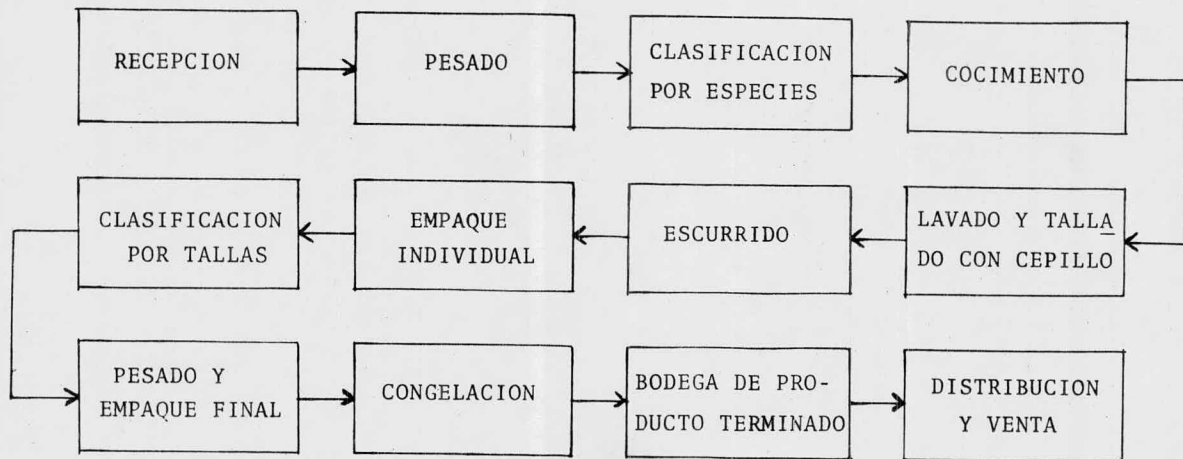 RECEPCION
PESADO
CLASIFICACION
POR ESPECIES
COCIMIENTO
LAVADO Y TALLA
DO CON CEPILLO
ESCURRIDO
EMPAQUE
INDIVIDUAL
CLASIFICACION
POR TALLAS
PESADO Y
EMPAQUE FINAL
CONGELACION
BODEGA DE PRO-
DUCTO TERMINADO
DISTRIBUCION
Y VENTA